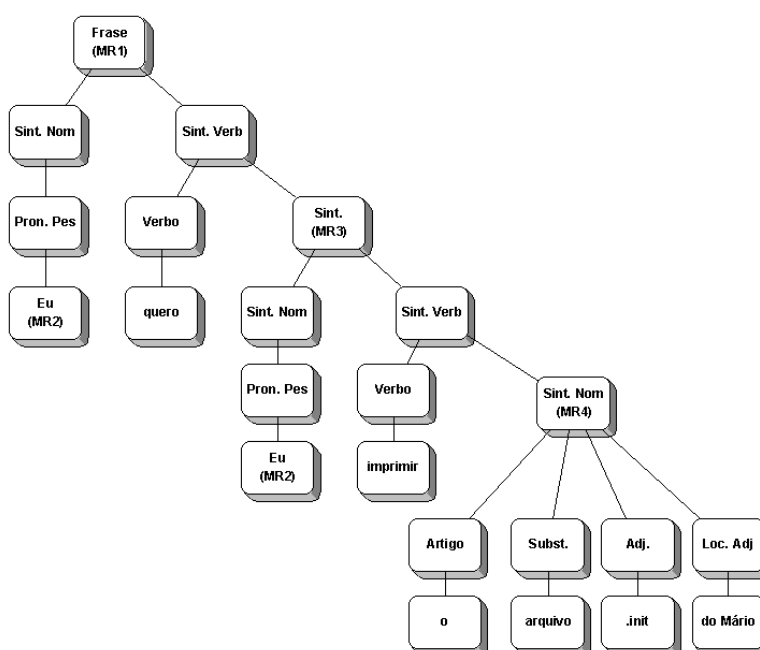 Frase
(MR1)
Sint. Nom
Sint. Verb
Pron. Pes
Verbo
Sint.
(MR3)
Eu
(MR2)
quero
Sint. Nom
Sint. Verb
Pron. Pes
Verbo
Sint. Nom
(MR4)
Eu
(MR2)
imprimir
Artigo
Subst.
Adj.
Loc. Adj
o
arquivo
.init
do Mário